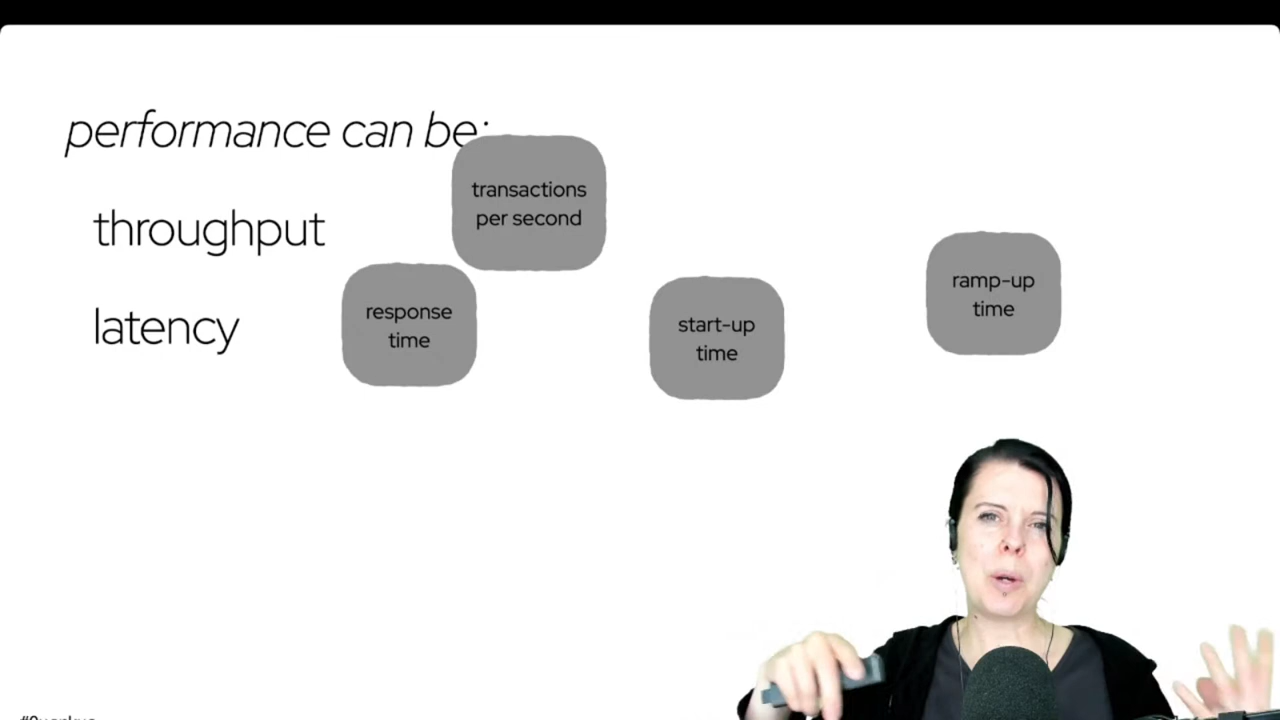 performance can be:
transactions
per second
throughput
ramp-up
time
response
time
start-up
time
latency